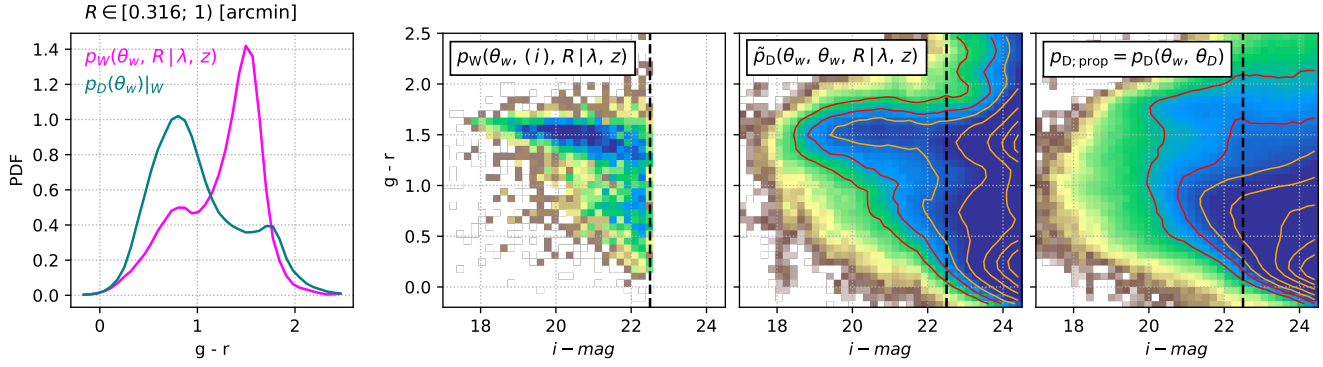 R ∈ [0.316; 1) [arcmin]
p_W(θ_w, R | λ, z)
p_D(θ_w)|_W
PDF
1.4
1.2
1.0
0.8
0.6
0.4
0.2
0.0
0 1 2
g - r
p_W(θ_w, (i), R | λ, z)
g - r
2.5
2.0
1.5
1.0
0.5
0.0
18 20 22 24
i − mag
p̃_D(θ_w, θ_w, R | λ, z)
18 20 22 24
i − mag
p_D; prop = p_D(θ_w, θ_D)
18 20 22 24
i − mag